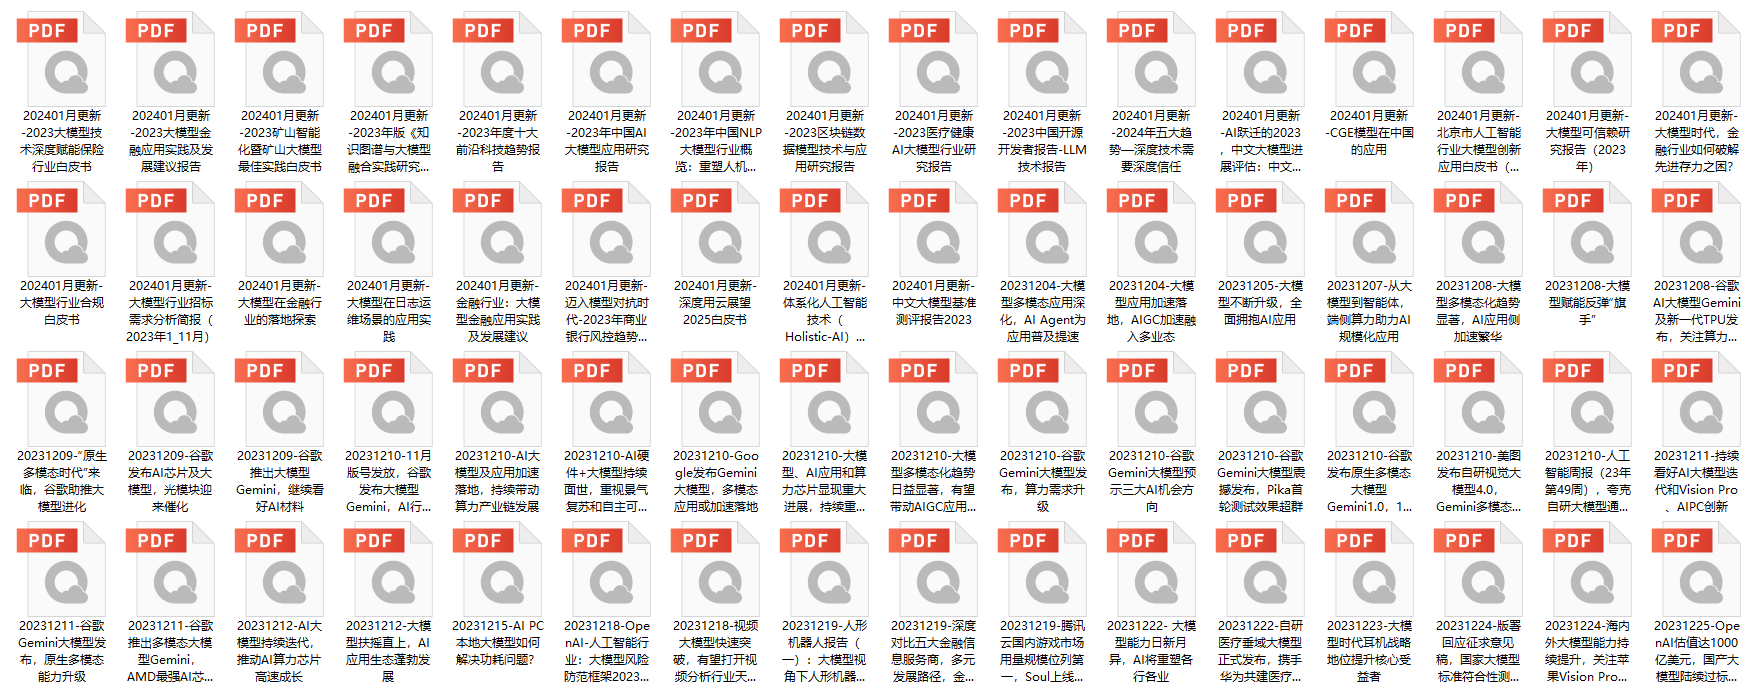 PDF PDF PDF PDF PDF PDF PDF PDF PDF PDF PDF PDF PDF PDF PDF PDF
202401月更新
-2023大模型技
术深度赋能保险
行业白皮书
202401月更新
-2023大模型金
融应用实践及发
展建议报告
202401月更新
-2023矿山智能
化暨矿山大模型
最佳实践白皮书
202401月更新
-2023年版《知
识图谱与大模型
融合实践研究...
202401月更新
-2023年度十大
前沿科技趋势报
告
202401月更新
-2023年中国AI
大模型应用研究
报告
202401月更新
-2023年中国NLP
大模型行业概
览：重塑人机...
202401月更新
-2023区块链数
据模型技术与应
用研究报告
202401月更新
-2023医疗健康
AI大模型行业研
究报告
202401月更新
-2023中国开源
开发者报告-LLM
技术报告
202401月更新
-2024年五大趋
势—深度技术需
要深度信任
202401月更新
-AI跃迁的2023
，中文大模型进
展评估：中文...
202401月更新
-CGE模型在中国
的应用
202401月更新-
北京市人工智能
行业大模型创新
应用白皮书（...
202401月更新-
大模型可信赖研
究报告（2023
年）
202401月更新-
大模型时代，金
融行业如何破解
先进存力之困？
PDF PDF PDF PDF PDF PDF PDF PDF PDF PDF PDF PDF PDF PDF PDF PDF
202401月更新-
大模型行业合规
白皮书
202401月更新-
大模型行业招标
需求分析简报（
2023年1_11月）
202401月更新-
大模型在金融行
业的落地探索
202401月更新-
大模型在日志运
维场景的应用实
践
202401月更新-
金融行业：大模
型金融应用实践
及发展建议
202401月更新-
迈入模型对抗时
代-2023年商业
银行风控趋势...
202401月更新-
深度用云展望
2025白皮书
202401月更新-
体系化人工智能
技术（
Holistic-AI）...
202401月更新-
中文大模型基准
测评报告2023
20231204-大模
型多模态应用深
化，AI Agent为
应用普及提速
20231204-大模
型应用加速落
地，AIGC加速融
入多业态
20231205-大模
型不断升级，全
面拥抱AI应用
20231207-从大
模型到智能体，
端侧算力助力AI
规模化应用
20231208-大模
型多模态化趋势
显著，AI应用侧
加速繁华
20231208-大模
型赋能反弹“旗
手”
20231208-谷歌
AI大模型Gemini
及新一代TPU发
布，关注算力...
PDF PDF PDF PDF PDF PDF PDF PDF PDF PDF PDF PDF PDF PDF PDF PDF
20231209-“原生
多模态时代”来
临，谷歌助推大
模型进化
20231209-谷歌
发布AI芯片及大
模型，光模块迎
来催化
20231209-谷歌
推出大模型
Gemini，继续看
好AI材料
20231210-11月
版号发放，谷歌
发布大模型
Gemini，AI行...
20231210-AI大
模型及应用加速
落地，持续带动
算力产业链发展
20231210-AI硬
件+大模型持续
面世，重视景气
复苏和自主可...
20231210-Goo
gle发布Gemini
大模型，多模态
应用或加速落地
20231210-大模
型、AI应用和算
力芯片显现重大
进展，持续重...
20231210-大模
型多模态化趋势
日益显著，有望
带动AIGC应用...
20231210-谷歌
Gemini大模型发
布，算力需求升
级
20231210-谷歌
Gemini大模型预
示三大AI机会方
向
20231210-谷歌
Gemini大模型震
撼发布，Pika首
轮测试效果超群
20231210-谷歌
发布原生多模态
大模型
Gemini1.0，1...
20231210-美图
发布自研视觉大
模型4.0，
Gemini多模态...
20231210-人工
智能周报（23年
第49周），夸克
自研大模型通...
20231211-持续
看好AI大模型迭
代和Vision Pro
、AIPC创新
PDF PDF PDF PDF PDF PDF PDF PDF PDF PDF PDF PDF PDF PDF PDF PDF
20231211-谷歌
Gemini大模型发
布，原生多模态
能力升级
20231211-谷歌
推出多模态大模
型Gemini，
AMD最强AI芯...
20231212-AI大
模型持续迭代，
推动AI算力芯片
高速成长
20231212-大模
型扶摇直上，AI
应用生态蓬勃发
展
20231215-AI PC
本地大模型如何
解决功耗问题？
20231218-Ope
nAI-人工智能行
业：大模型风险
防范框架2023...
20231218-视频
大模型快速突
破，有望打开视
频分析行业天...
20231219-人形
机器人报告（
一）：大模型视
角下人形机器...
20231219-深度
对比五大金融信
息服务商，多元
发展路径，金...
20231219-腾讯
云国内游戏市场
用量规模位列第
一，Soul上线...
20231222- 大模
型能力日新月
异，AI将重塑各
行各业
20231222-自研
医疗垂域大模型
正式发布，携手
华为共建医疗...
20231223-大模
型时代耳机战略
地位提升核心受
益者
20231224-版署
回应征求意见
稿，国家大模型
标准符合性测...
20231224-海内
外大模型能力持
续提升，关注苹
果Vision Pro...
20231225-Open
nAI估值达1000
亿美元，国产大
模型陆续过标...